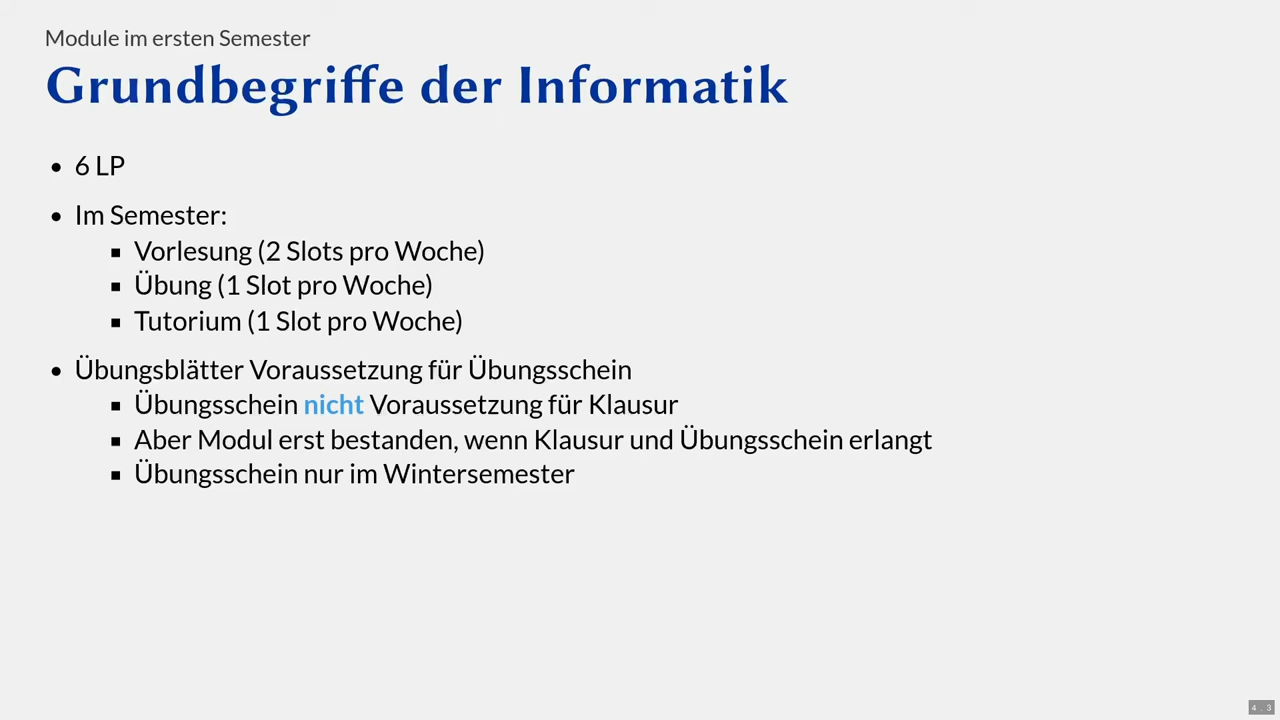 Module im ersten Semester
Grundbegriffe der Informatik
• 6 LP
• Im Semester:
▪ Vorlesung (2 Slots pro Woche)
▪ Übung (1 Slot pro Woche)
▪ Tutorium (1 Slot pro Woche)
• Übungsblätter Voraussetzung für Übungsschein
▪ Übungsschein nicht Voraussetzung für Klausur
▪ Aber Modul erst bestanden, wenn Klausur und Übungsschein erlangt
▪ Übungsschein nur im Wintersemester
4 . 3